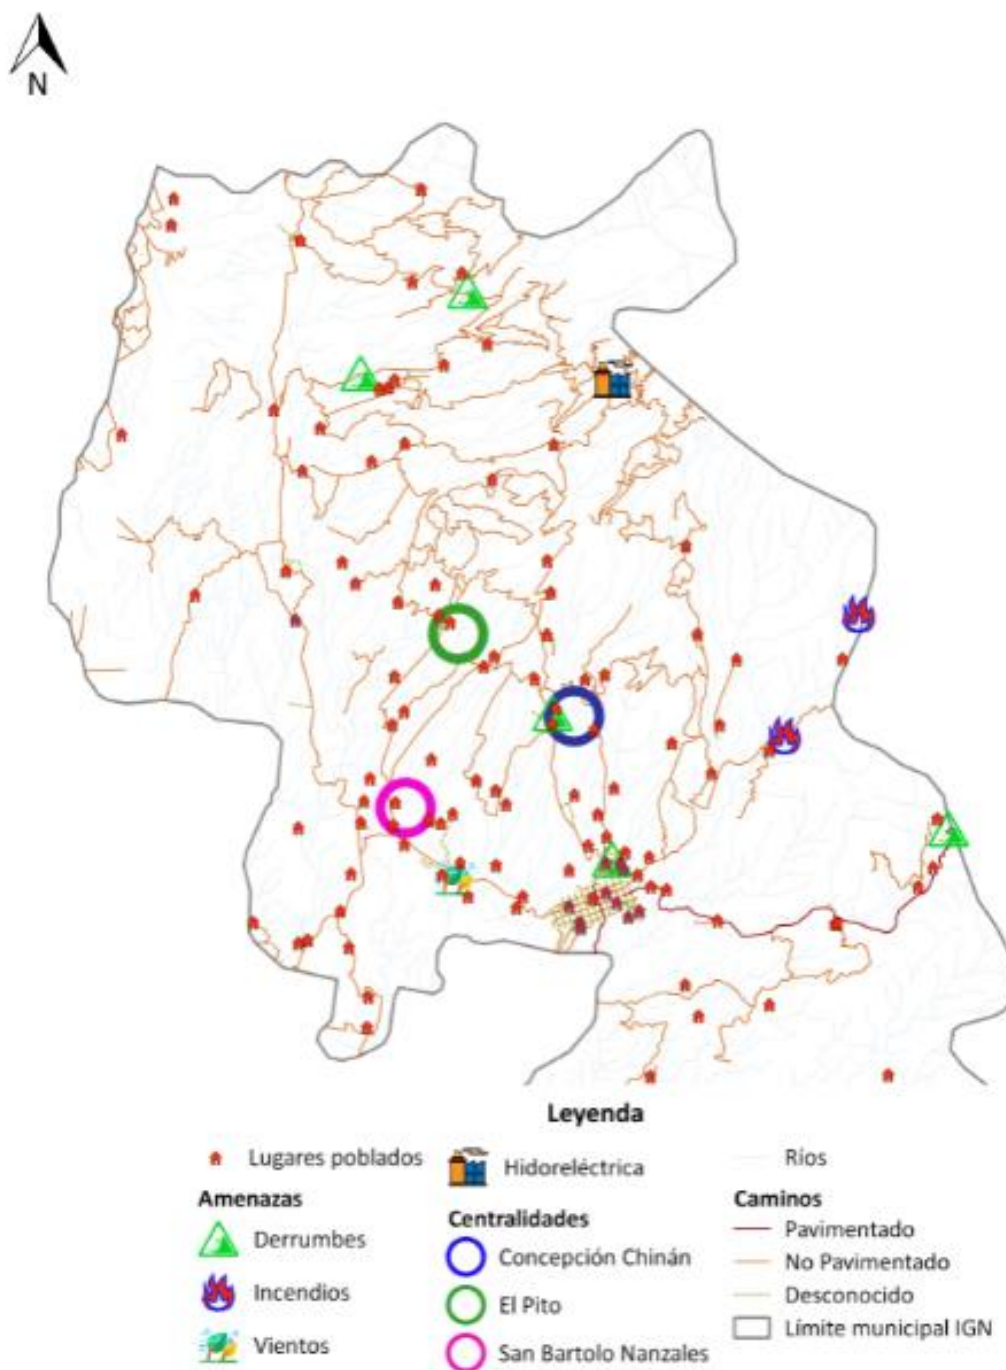 N
Leyenda
Lugares poblados
Amenazas
Derrumbes
Incendios
Vientos
Hidoreléctrica
Centralidades
Concepción Chinán
El Pito
San Bartolo Nanzales
Ríos
Caminos
Pavimentado
No Pavimentado
Desconocido
Límite municipal IGN